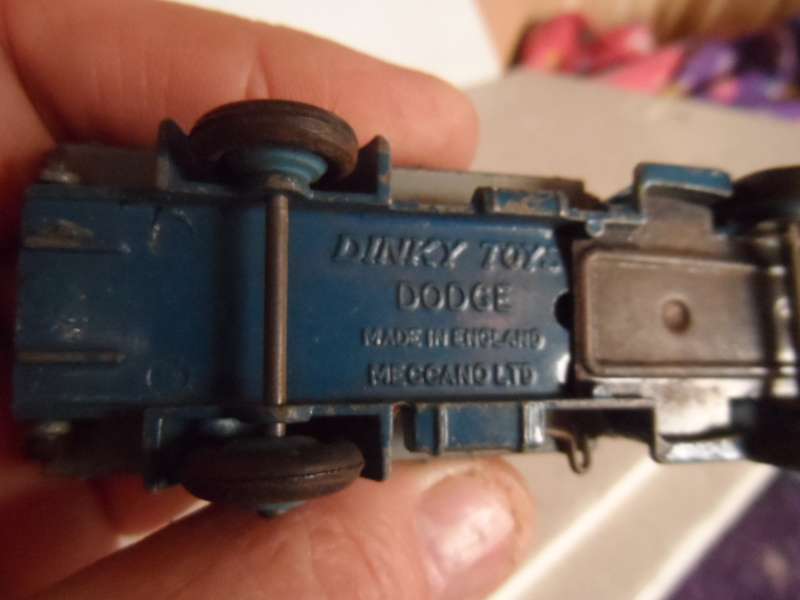 DINKY TOYS
DODGE
MADE IN ENGLAND
MECCANO LTD